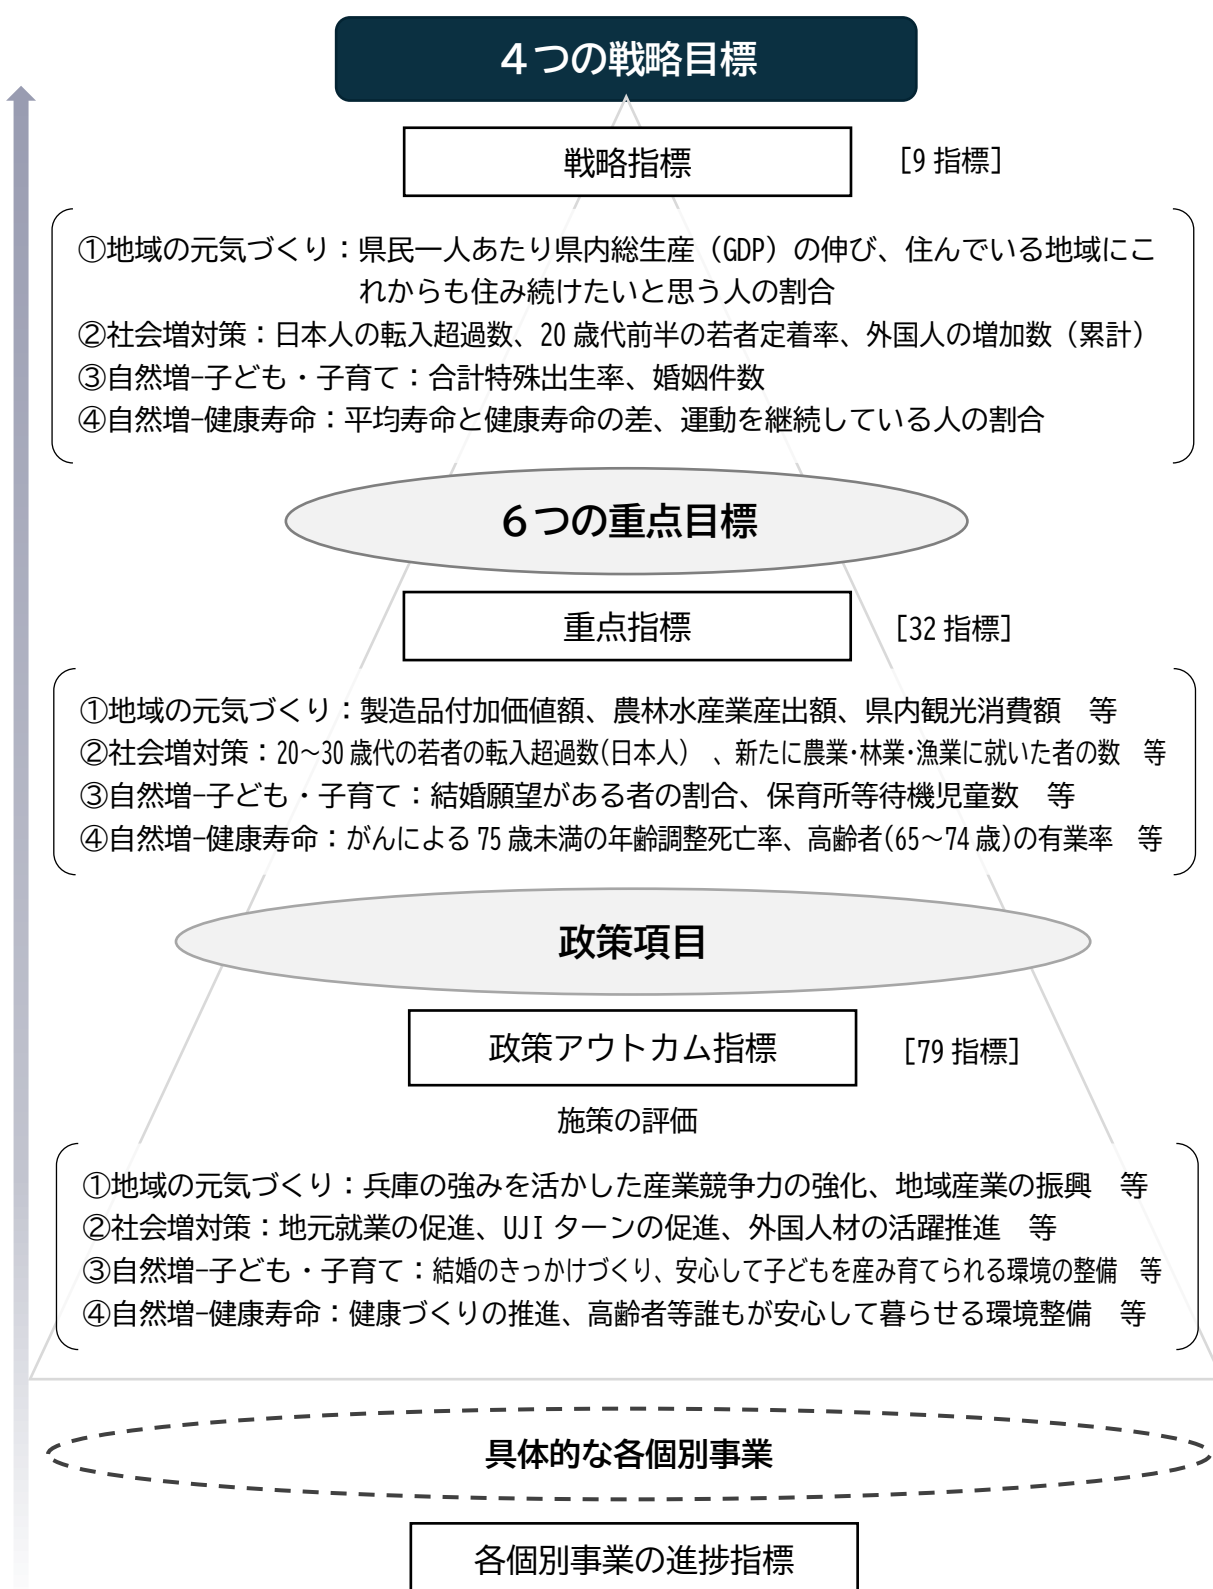 ４つの戦略目標
戦略指標
［9 指標］
①地域の元気づくり：県民一人あたり県内総生産（GDP）の伸び、住んでいる地域にこ
れからも住み続けたいと思う人の割合
②社会増対策：日本人の転入超過数、20 歳代前半の若者定着率、外国人の増加数（累計）
③自然増−子ども・子育て：合計特殊出生率、婚姻件数
④自然増−健康寿命：平均寿命と健康寿命の差、運動を継続している人の割合
６つの重点目標
重点指標
［32 指標］
①地域の元気づくり：製造品付加価値額、農林水産業産出額、県内観光消費額　等
②社会増対策：20～30 歳代の若者の転入超過数(日本人) 、新たに農業･林業･漁業に就いた者の数　等
③自然増−子ども・子育て：結婚願望がある者の割合、保育所等待機児童数　等
④自然増−健康寿命：がんによる 75 歳未満の年齢調整死亡率、高齢者(65～74 歳)の有業率　等
政策項目
政策アウトカム指標
［79 指標］
施策の評価
①地域の元気づくり：兵庫の強みを活かした産業競争力の強化、地域産業の振興　等
②社会増対策：地元就業の促進、UJI ターンの促進、外国人材の活躍推進　等
③自然増−子ども・子育て：結婚のきっかけづくり、安心して子どもを産み育てられる環境の整備　等
④自然増−健康寿命：健康づくりの推進、高齢者等誰もが安心して暮らせる環境整備　等
具体的な各個別事業
各個別事業の進捗指標